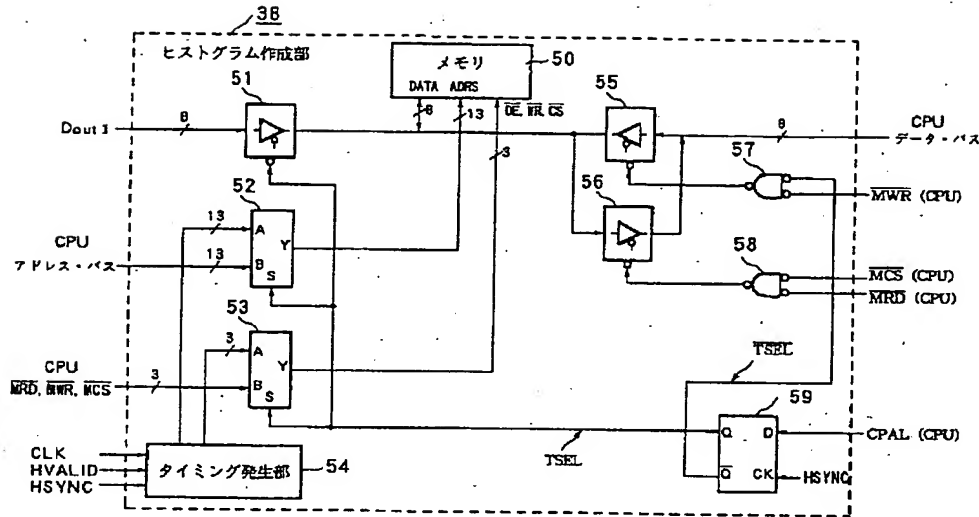 38
ヒストグラム作成部
メモリ
50
DATA ADRS
51
8
13
OE, WR, CS
55
Dout1
8
3
8
CPU
データ・バス
57
56
MWR (CPU)
52
13
A
Y
B
S
CPU
アドレス・バス
13
58
MCS (CPU)
MRD (CPU)
53
3
A
Y
B
S
CPU
MRD, MWR, MCS
3
TSEL
59
Q
D
CPAL (CPU)
TSEL
Q
CK
HSYNC
CLK
HVALID
HSYNC
タイミング発生部
54